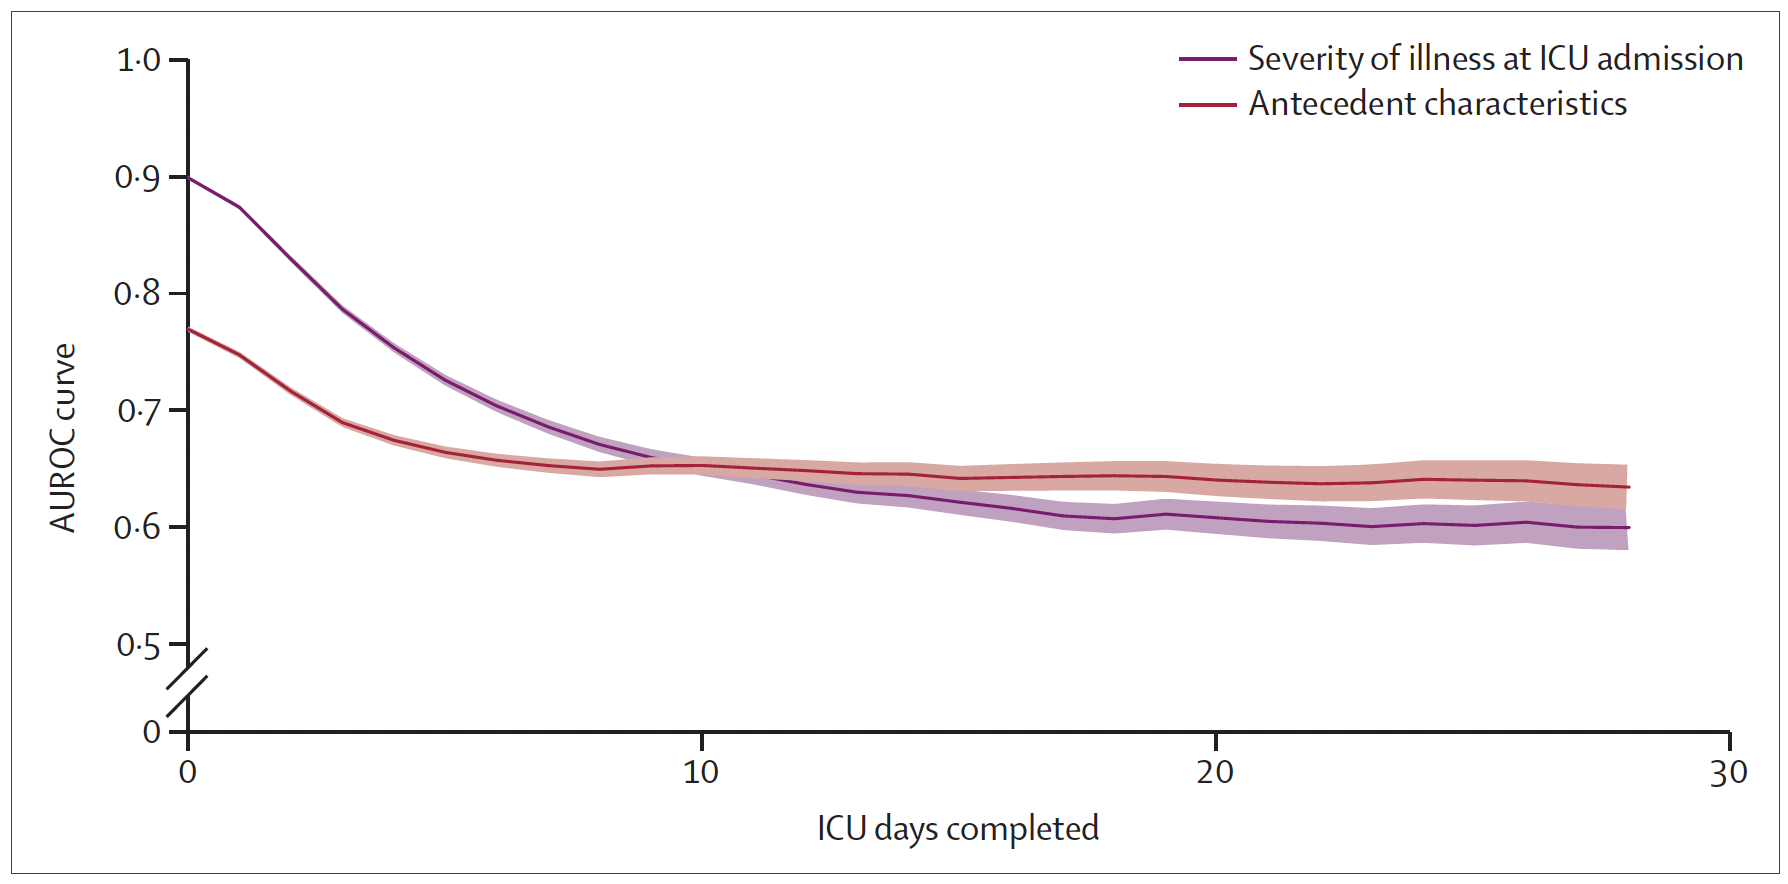 Severity of illness at ICU admission
Antecedent characteristics
1·0
0·9
0·8
0·7
0·6
0·5
0
AUROC curve
0
10
20
30
ICU days completed